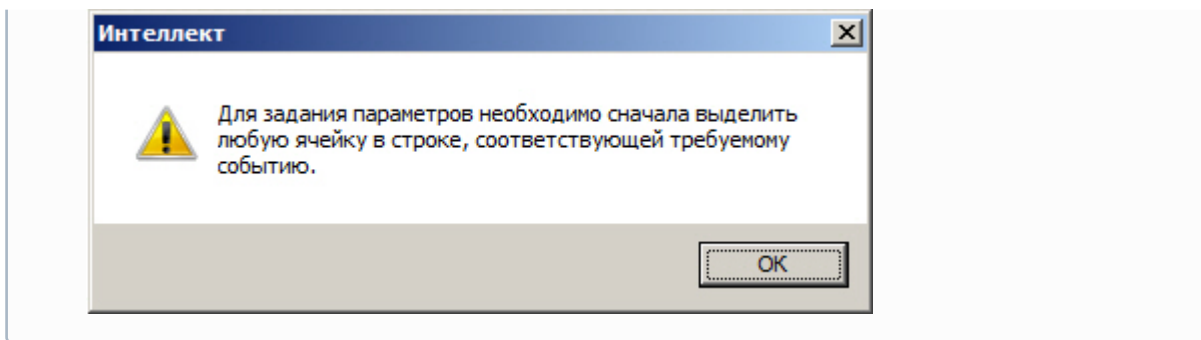 Интеллект
Для задания параметров необходимо сначала выделить
любую ячейку в строке, соответствующей требуемому
событию.
OK